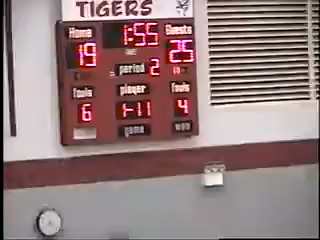 TIGERS
Home 1:55 Guests
19 25
period 2
Fouls player Fouls
6 1-11 4
game won